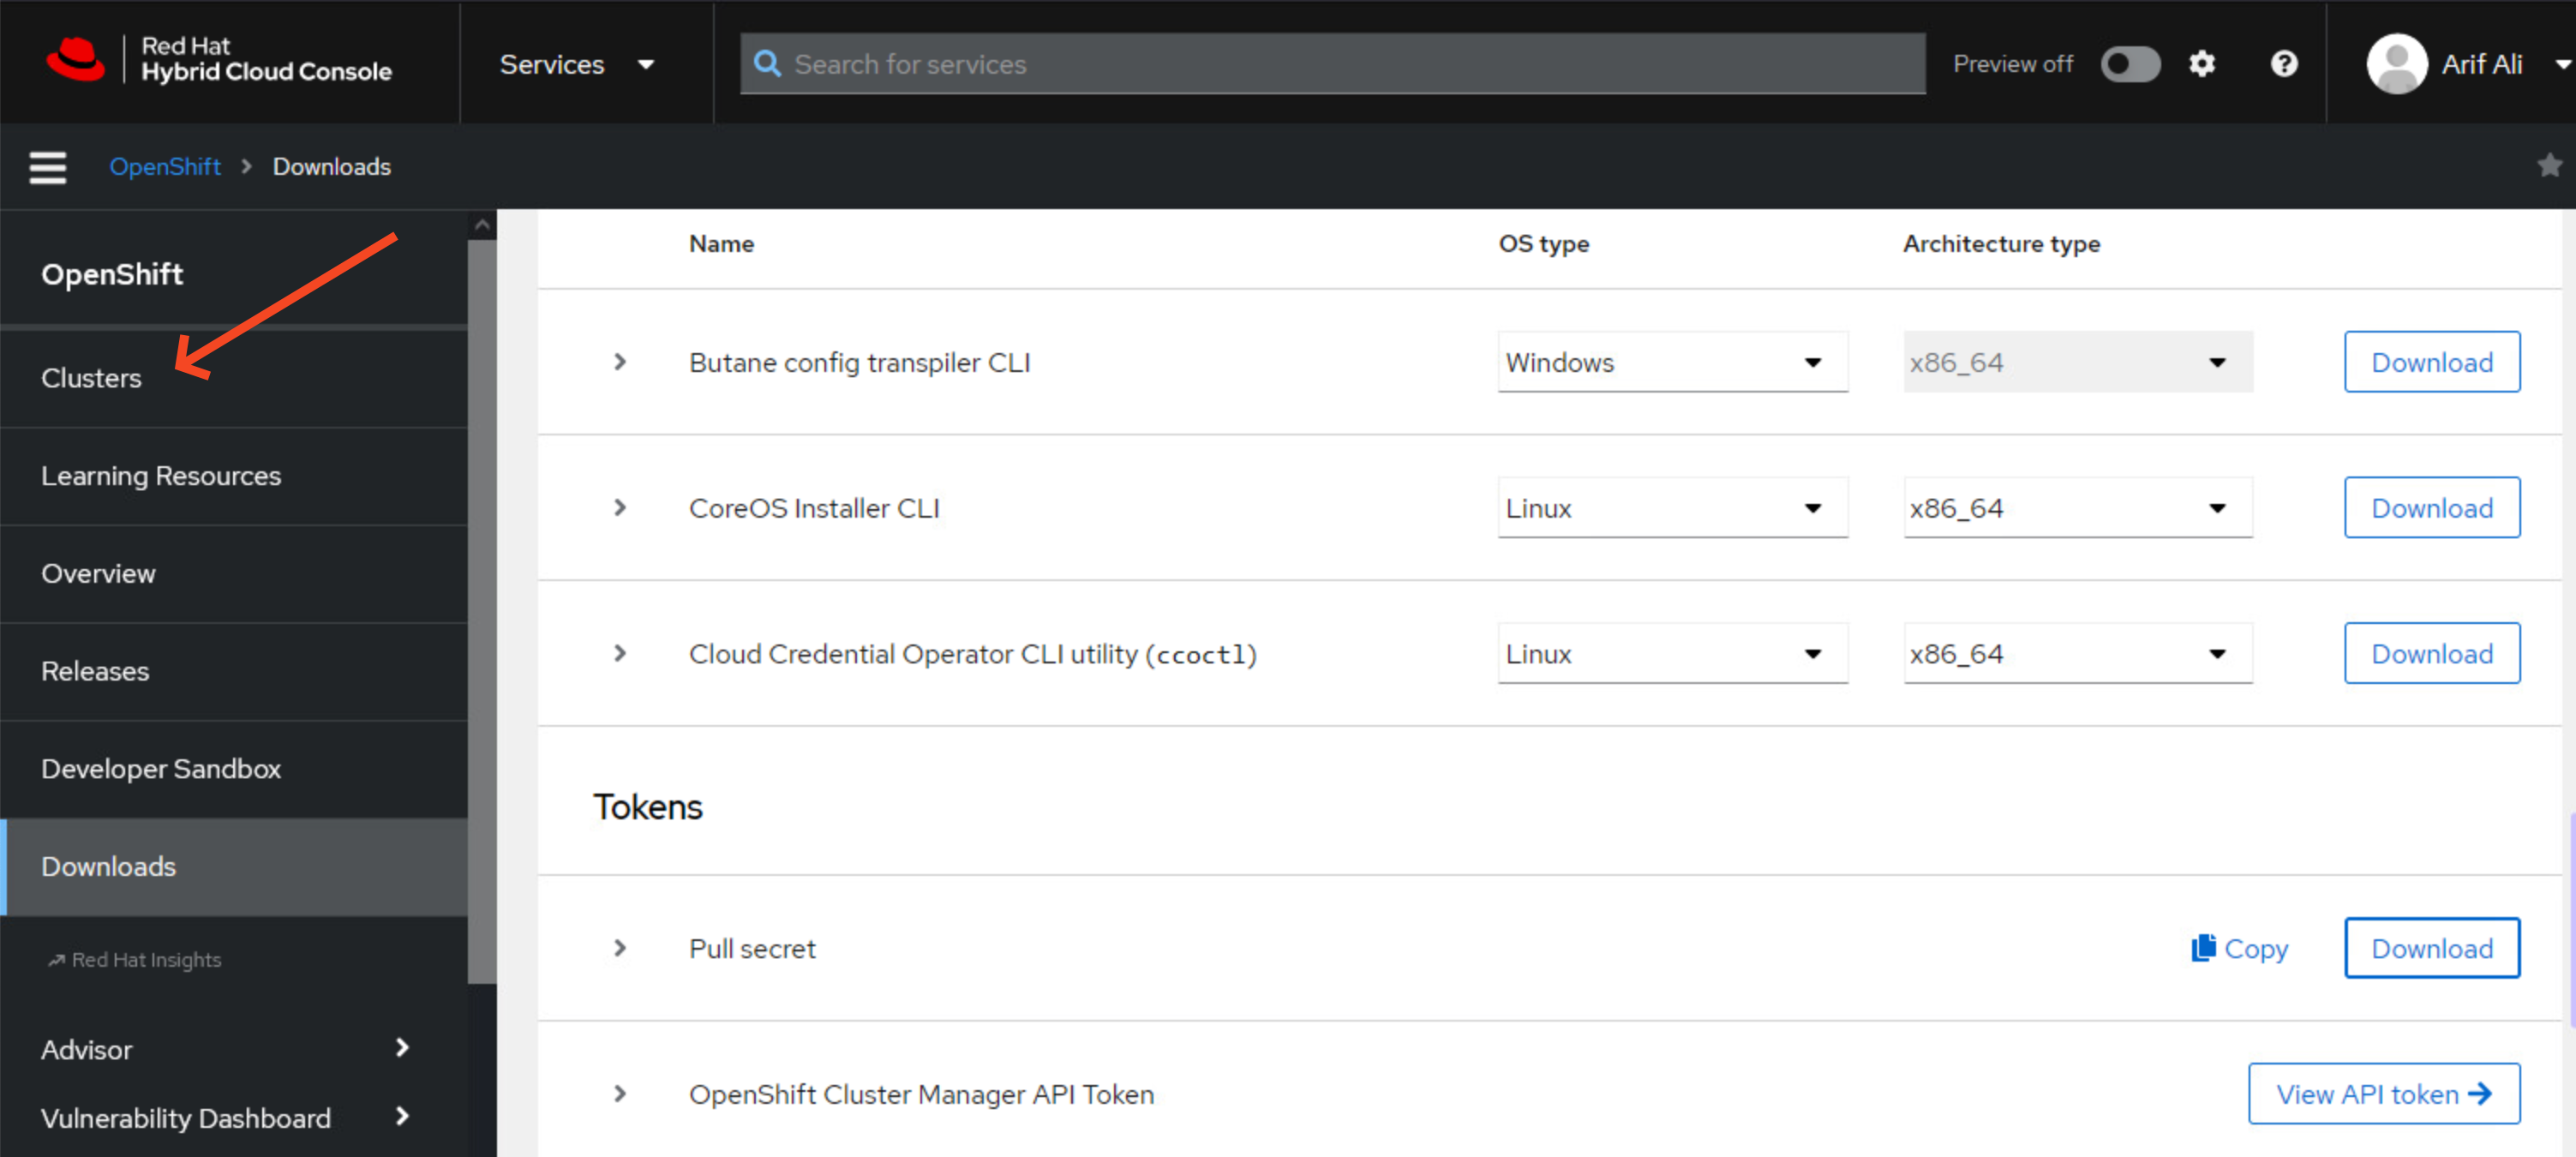 Red Hat
Hybrid Cloud Console
Services
Search for services
Preview off
Arif Ali
OpenShift
Downloads
OpenShift
Clusters
Learning Resources
Overview
Releases
Developer Sandbox
Downloads
Red Hat Insights
Advisor
Vulnerability Dashboard
Name OS type Architecture type
Butane config transpiler CLI Windows x86_64 Download
CoreOS Installer CLI Linux x86_64 Download
Cloud Credential Operator CLI utility (ccoctl) Linux x86_64 Download
Tokens
Pull secret Copy Download
OpenShift Cluster Manager API Token View API token